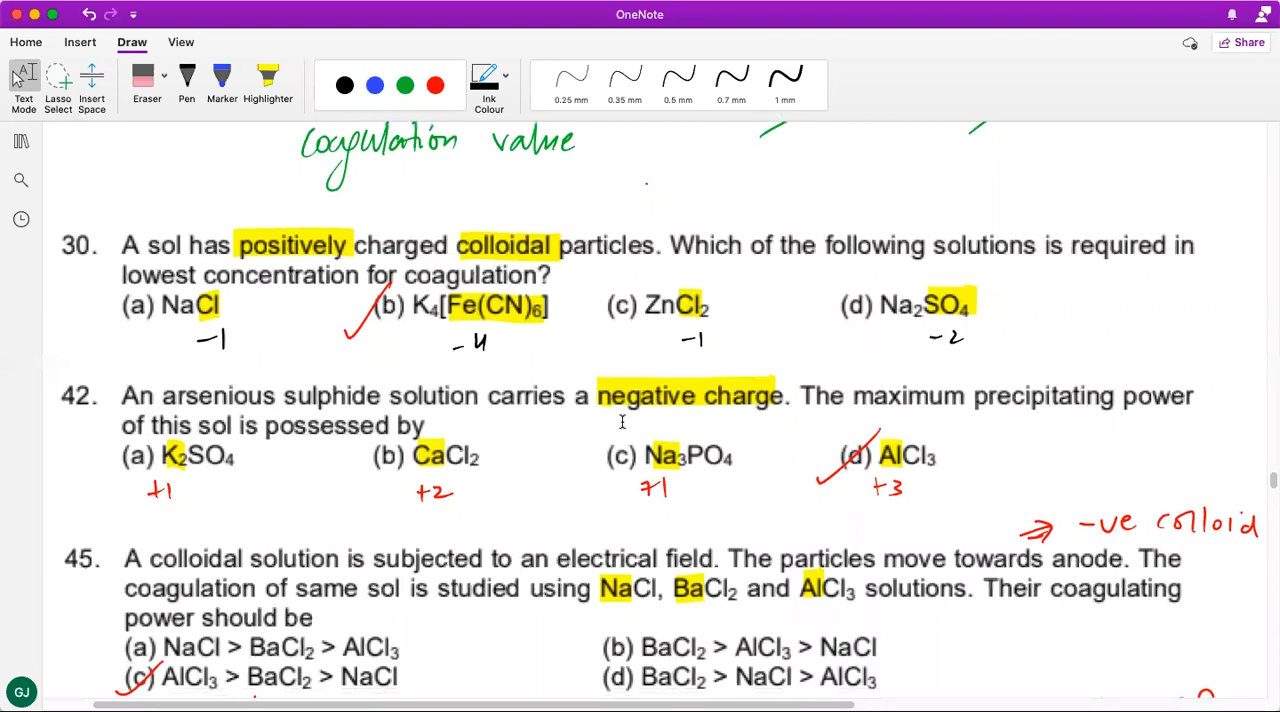 OneNote
Home Insert Draw View
Share
Text Mode
Lasso Select
Insert Space
Eraser
Pen
Marker
Highlighter
Ink Colour
0.25 mm
0.35 mm
0.5 mm
0.7 mm
1 mm
coagulation value
30. A sol has positively charged colloidal particles. Which of the following solutions is required in
lowest concentration for coagulation?
(a) NaCl (b) K₄[Fe(CN)₆] (c) ZnCl₂ (d) Na₂SO₄
-1 -4 -1 -2
42. An arsenious sulphide solution carries a negative charge. The maximum precipitating power
of this sol is possessed by
(a) K₂SO₄ (b) CaCl₂ (c) Na₃PO₄ (d) AlCl₃
+1 +2 +1 +3
⇒ -ve colloid
45. A colloidal solution is subjected to an electrical field. The particles move towards anode. The
coagulation of same sol is studied using NaCl, BaCl₂ and AlCl₃ solutions. Their coagulating
power should be
(a) NaCl > BaCl₂ > AlCl₃ (b) BaCl₂ > AlCl₃ > NaCl
(c) AlCl₃ > BaCl₂ > NaCl (d) BaCl₂ > NaCl > AlCl₃
GJ